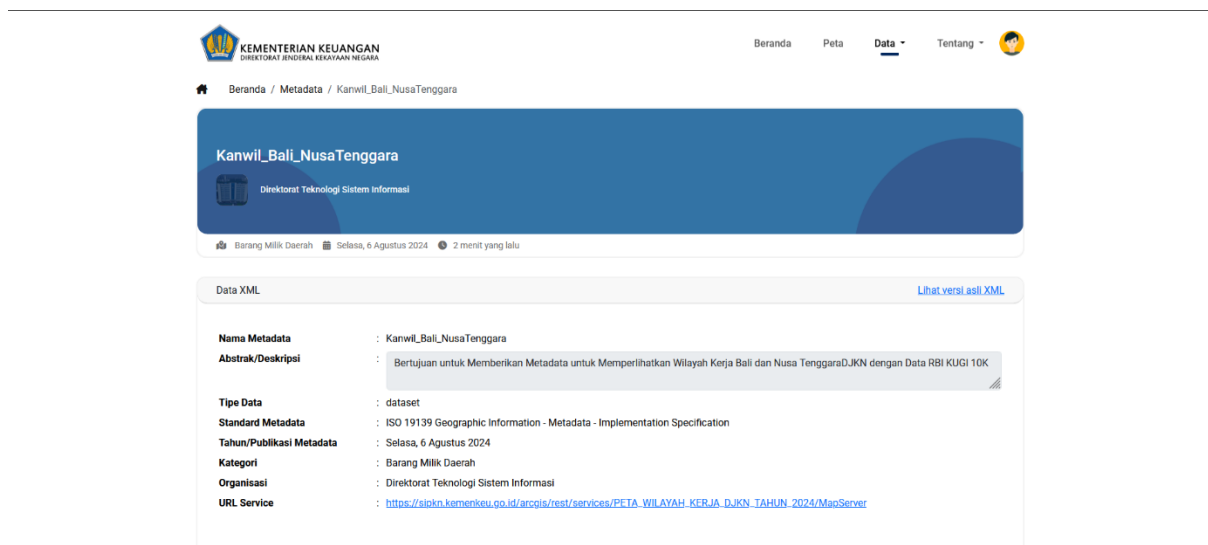 KEMENTERIAN KEUANGAN
DIREKTORAT JENDERAL KEKAYAAN NEGARA
Beranda Peta Data Tentang
Beranda / Metadata / Kanwil_Bali_NusaTenggara
Kanwil_Bali_NusaTenggara
Direktorat Teknologi Sistem Informasi
Barang Milik Daerah Selasa, 6 Agustus 2024 2 menit yang lalu
Data XML Lihat versi asli XML
Nama Metadata : Kanwil_Bali_NusaTenggara
Abstrak/Deskripsi : Bertujuan untuk Memberikan Metadata untuk Memperlihatkan Wilayah Kerja Bali dan Nusa TenggaraDJKN dengan Data RBI KUGI 10K
Tipe Data : dataset
Standard Metadata : ISO 19139 Geographic Information - Metadata - Implementation Specification
Tahun/Publikasi Metadata : Selasa, 6 Agustus 2024
Kategori : Barang Milik Daerah
Organisasi : Direktorat Teknologi Sistem Informasi
URL Service : https://sipkn.kemenkeu.go.id/arcgis/rest/services/PETA_WILAYAH_KERJA_DJKN_TAHUN_2024/MapServer